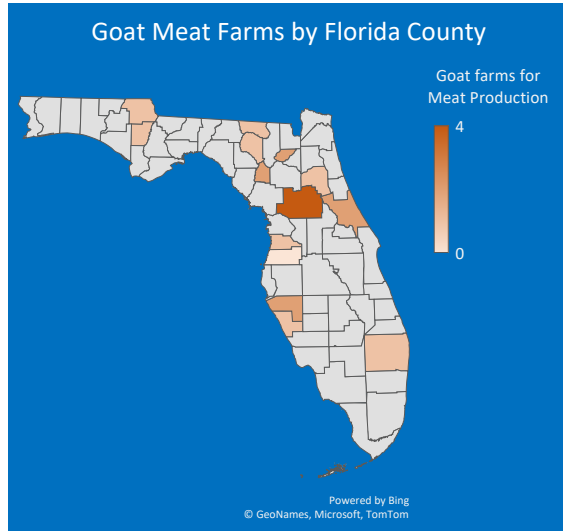 Goat Meat Farms by Florida County
Goat farms for
Meat Production
4
0
Powered by Bing
© GeoNames, Microsoft, TomTom